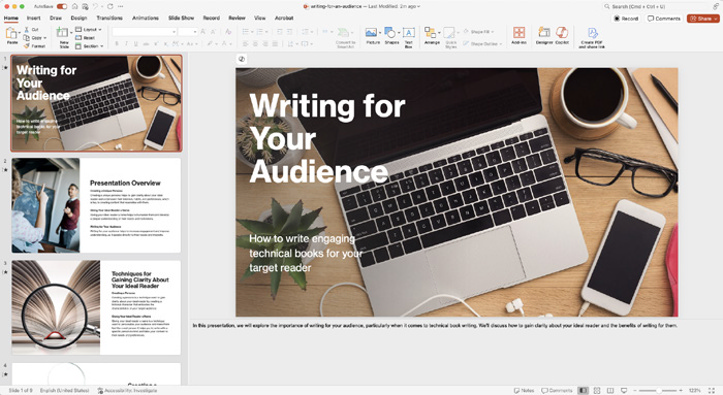 AutoSave
writing-for-an-audience — Last Modified: 2m ago
Search (Cmd + Ctrl + U)
Home Insert Draw Design Transitions Animations Slide Show Record Review View Acrobat
Record Comments Share
Paste
Cut
Copy
Format
New Slide
Layout
Reset
Section
Convert to SmartArt
Picture
Shapes
Text Box
Arrange
Quick Styles
Shape Fill
Shape Outline
Add-ins
Designer
Copilot
Create PDF and share link
1
Writing for
Your
Audience
How to write engaging
technical books for your
target reader
2
Presentation Overview
Writing for Your Audience
3
Techniques for
Gaining Clarity About
Your Ideal Reader
4
Creating a
Writing for
Your
Audience
How to write engaging
technical books for your
target reader
In this presentation, we will explore the importance of writing for your audience, particularly when it comes to technical book writing. We'll discuss how to gain clarity about your ideal reader and the benefits of writing for them.
English (United States)
Accessibility: Investigate
Notes
Comments
123%